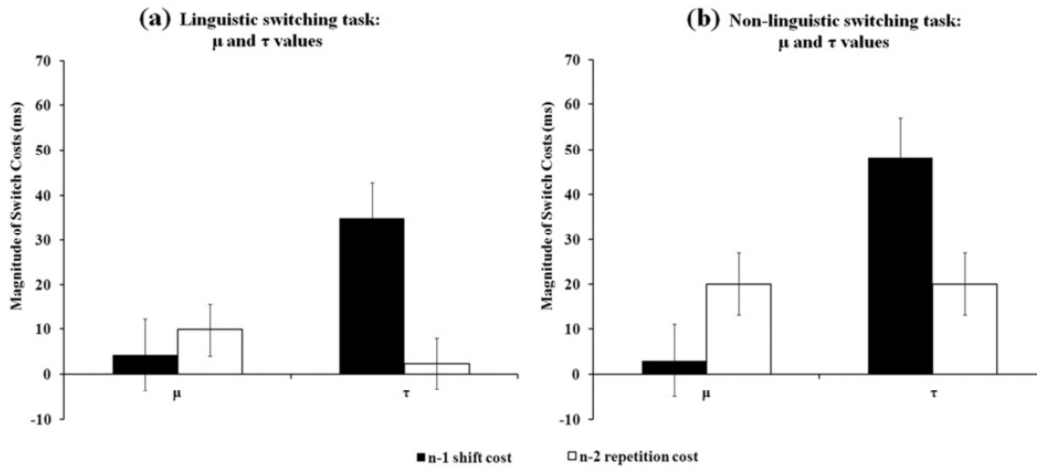 (a) Linguistic switching task:
μ and τ values
Magnitude of Switch Costs (ms)
70
60
50
40
30
20
10
0
-10
μ
τ
(b) Non-linguistic switching task:
μ and τ values
Magnitude of Switch Costs (ms)
70
60
50
40
30
20
10
0
-10
μ
τ
n-1 shift cost
n-2 repetition cost